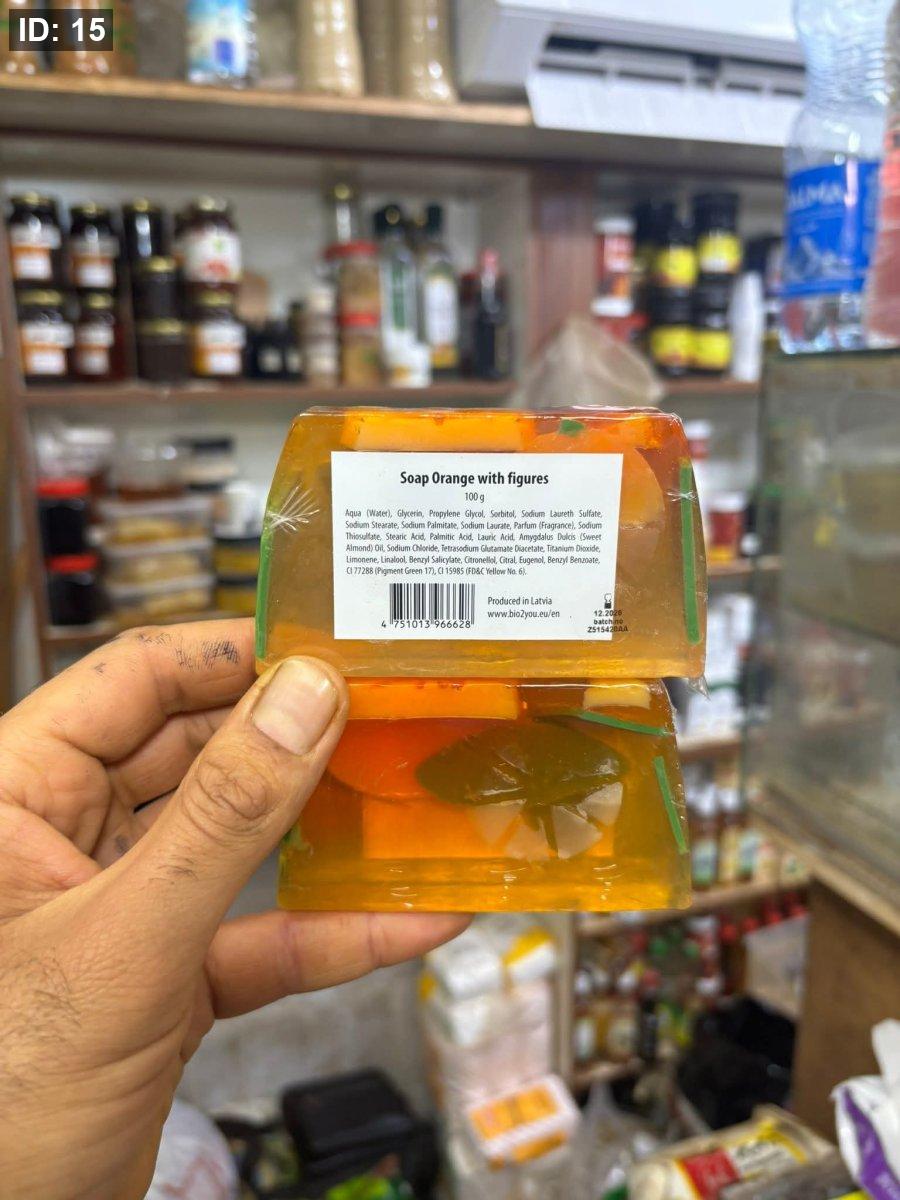 ID: 15
Soap Orange with figures
100 g
Aqua (Water), Glycerin, Propylene Glycol, Sorbitol, Sodium Laureth Sulfate,
Sodium Stearate, Sodium Palmitate, Sodium Laurate, Parfum (Fragrance), Sodium
Thiosulfate, Stearic Acid, Palmitic Acid, Lauric Acid, Amygdalus Dulcis (Sweet
Almond) Oil, Sodium Chloride, Tetrasodium Glutamate Diacetate, Titanium Dioxide,
Limonene, Linalool, Benzyl Salicylate, Citronellol, Citral, Eugenol, Benzyl Benzoate,
CI 77288 (Pigment Green 17), CI 15985 (FD&C Yellow No. 6).
Produced in Latvia
www.bio2you.eu/en
4 751013 966628
12.2026
batch no
Z515420AA